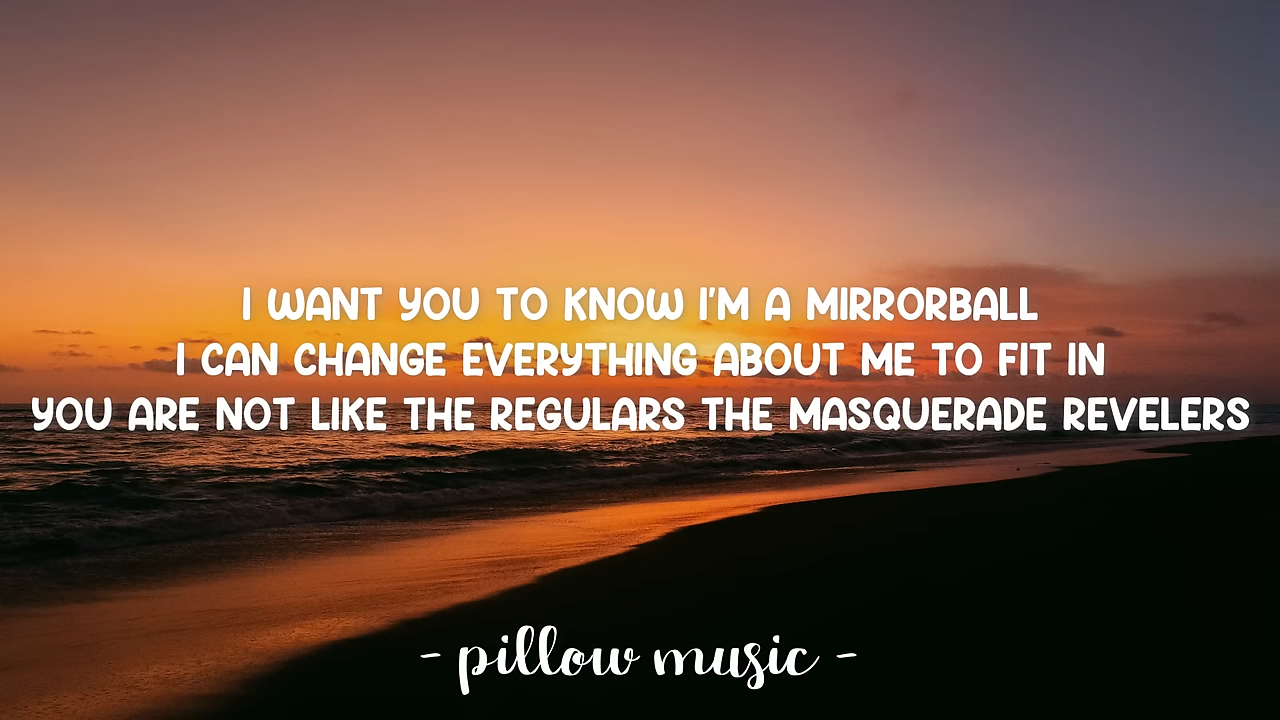 I WANT YOU TO KNOW I'M A MIRRORBALL
I CAN CHANGE EVERYTHING ABOUT ME TO FIT IN
YOU ARE NOT LIKE THE REGULARS THE MASQUERADE REVELERS
- pillow music -